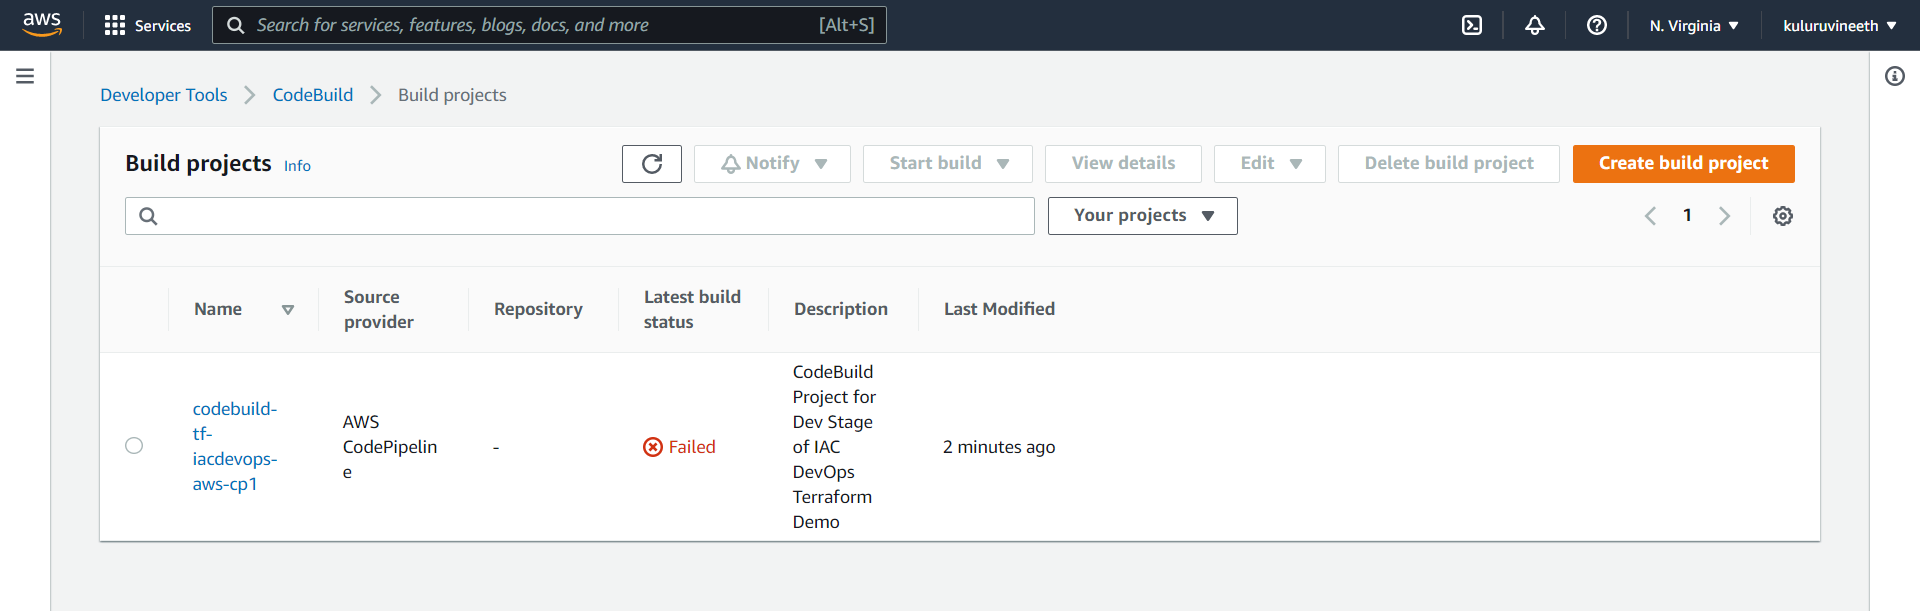 aws Services Search for services, features, blogs, docs, and more [Alt+S] N. Virginia kuluruvineeth
Developer Tools CodeBuild Build projects
Build projects Info Notify Start build View details Edit Delete build project Create build project
Your projects 1
Name Source provider Repository Latest build status Description Last Modified
codebuild-
tf-
iacdevops-
aws-cp1
AWS
CodePipelin
e
-
Failed
CodeBuild
Project for
Dev Stage
of IAC
DevOps
Terraform
Demo
2 minutes ago